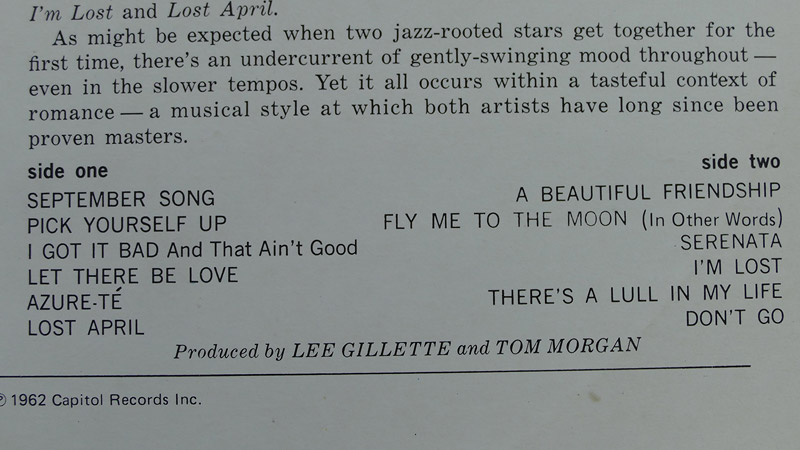 I'm Lost and Lost April.
As might be expected when two jazz-rooted stars get together for the
first time, there's an undercurrent of gently-swinging mood throughout —
even in the slower tempos. Yet it all occurs within a tasteful context of
romance — a musical style at which both artists have long since been
proven masters.
side one
SEPTEMBER SONG
PICK YOURSELF UP
I GOT IT BAD And That Ain't Good
LET THERE BE LOVE
AZURE-TÉ
LOST APRIL
side two
A BEAUTIFUL FRIENDSHIP
FLY ME TO THE MOON (In Other Words)
SERENATA
I'M LOST
THERE'S A LULL IN MY LIFE
DON'T GO
Produced by LEE GILLETTE and TOM MORGAN
℗ 1962 Capitol Records Inc.